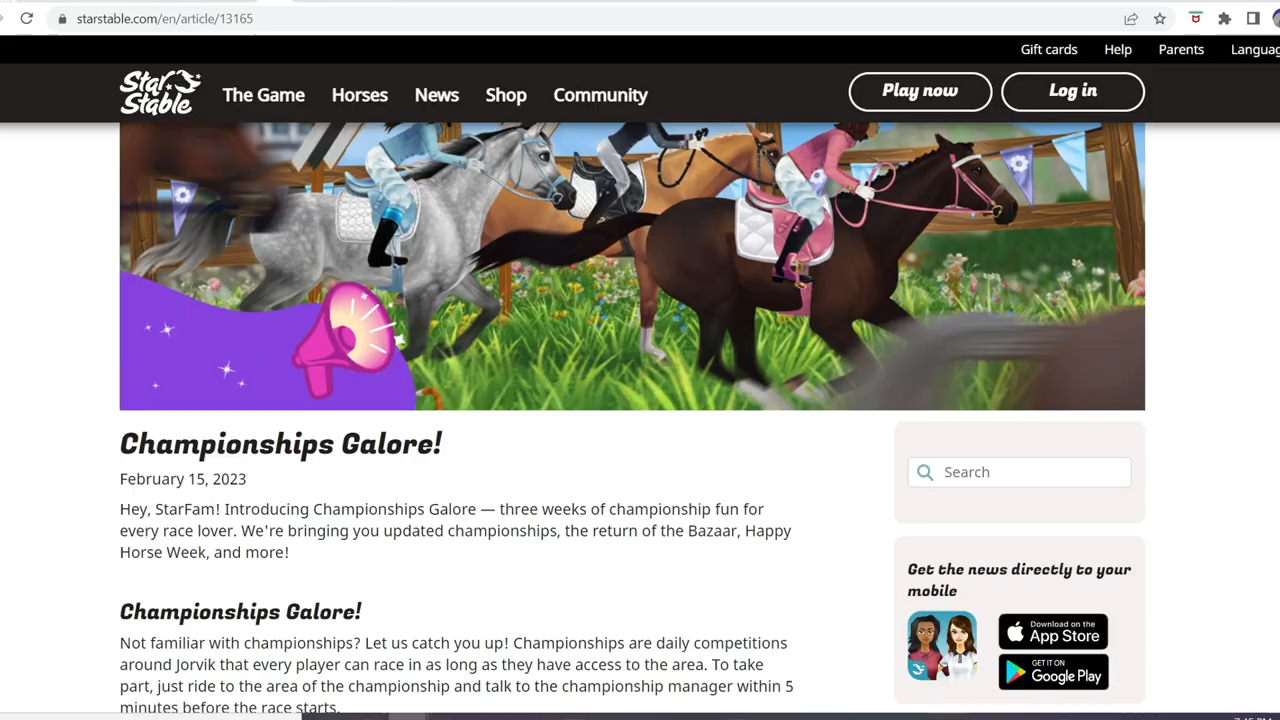 starstable.com/en/article/13165
Gift cards Help Parents
Star Stable The Game Horses News Shop Community Play now Log in
Championships Galore!
February 15, 2023
Search
Hey, StarFam! Introducing Championships Galore — three weeks of championship fun for
every race lover. We're bringing you updated championships, the return of the Bazaar, Happy
Horse Week, and more!
Get the news directly to your
mobile
Download on the
App Store
GET IT ON
Google Play
Championships Galore!
Not familiar with championships? Let us catch you up! Championships are daily competitions
around Jorvik that every player can race in as long as they have access to the area. To take
part, just ride to the area of the championship and talk to the championship manager within 5
minutes before the race starts.